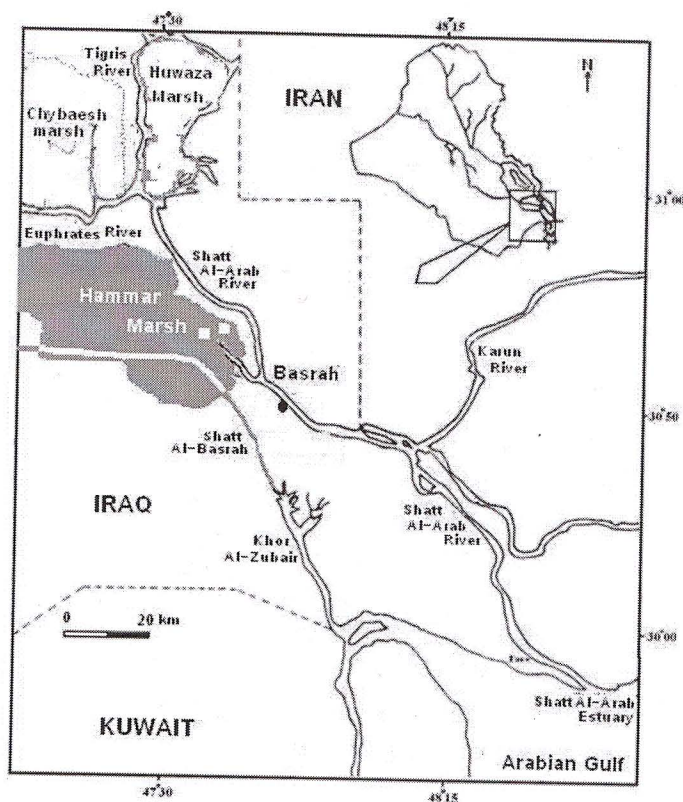 47°30
48°15
Tigris
River
Huwaza
Marsh
IRAN
N
Chybaesh
marsh
31°00
Euphrates River
Shatt
Al-Arab
River
Hammar
Marsh
Karun
River
Basrah
30°50
Shatt
Al-Basrah
IRAQ
Shatt
Al-Arab
River
Khor
Al-Zubair
0 20 km
30°00
Shatt Al-Arab
Estuary
KUWAIT
Arabian Gulf
47°30
48°15